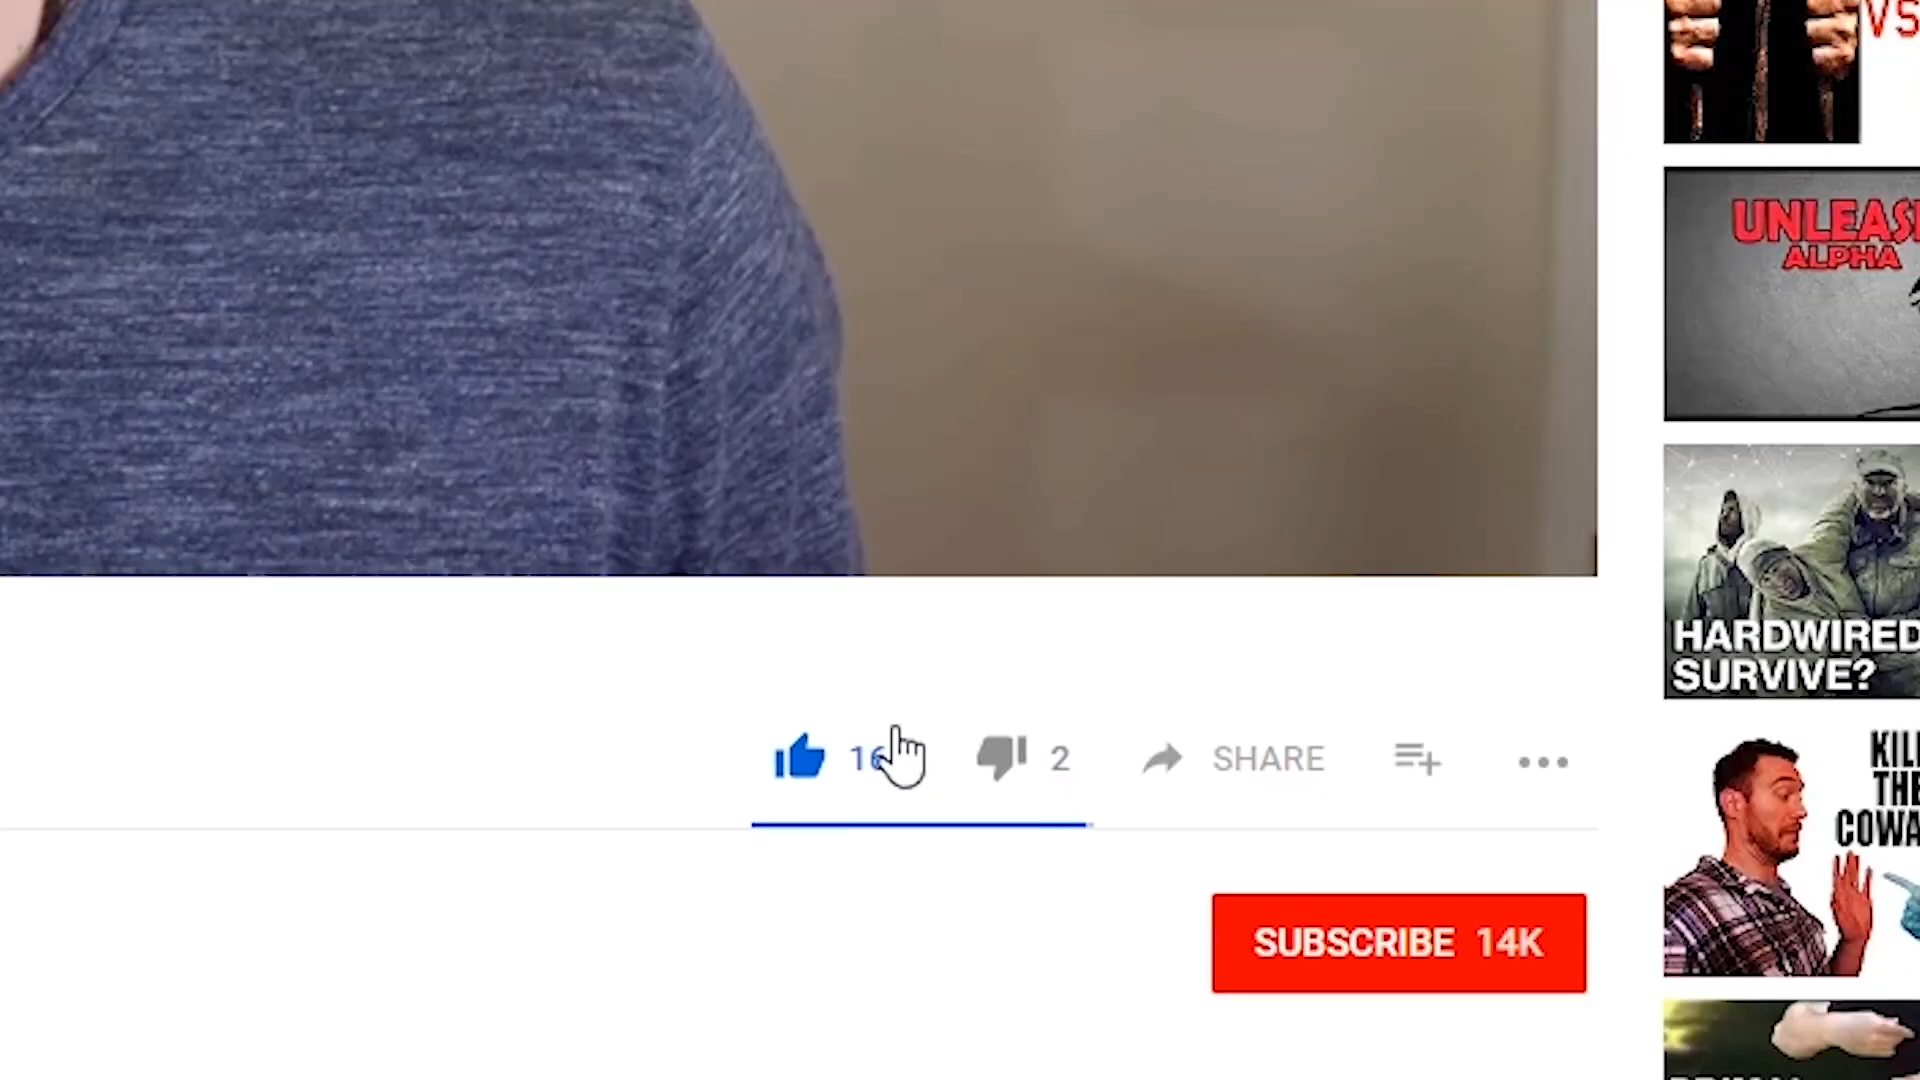 VS
UNLEAS
ALPHA
HARDWIRED
SURVIVE?
2
SHARE
KILL
THE
COWA
SUBSCRIBE 14K